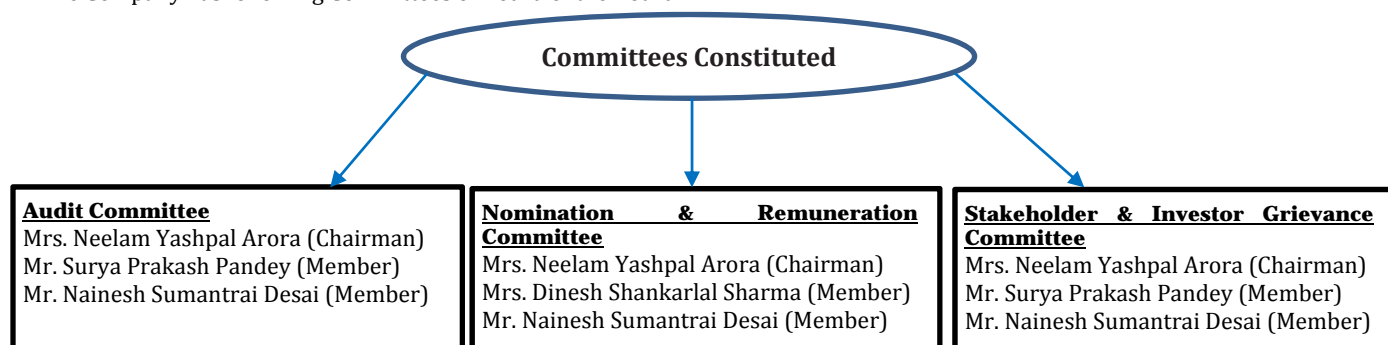 Committees Constituted
Audit Committee
Mrs. Neelam Yashpal Arora (Chairman)
Mr. Surya Prakash Pandey (Member)
Mr. Nainesh Sumantrai Desai (Member)
Nomination & Remuneration
Committee
Mrs. Neelam Yashpal Arora (Chairman)
Mrs. Dinesh Shankarlal Sharma (Member)
Mr. Nainesh Sumantrai Desai (Member)
Stakeholder & Investor Grievance
Committee
Mrs. Neelam Yashpal Arora (Chairman)
Mr. Surya Prakash Pandey (Member)
Mr. Nainesh Sumantrai Desai (Member)